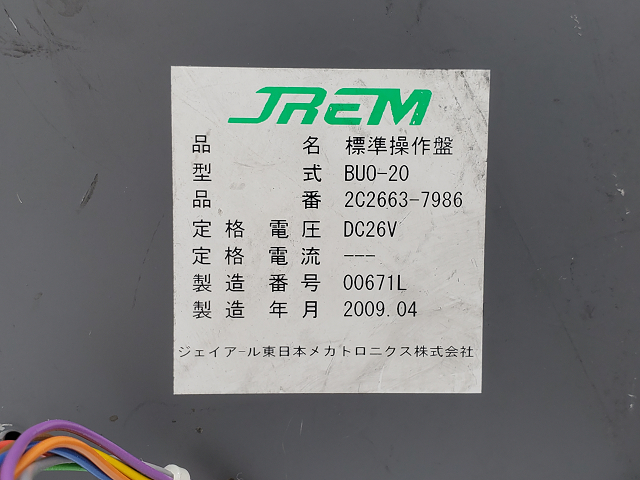 JREM
品名 標準操作盤
型式 BUO-20
品番 2C2663-7986
定格電圧 DC26V
定格電流 ---
製造番号 00671L
製造年月 2009.04
ジェイアール東日本メカトロニクス株式会社